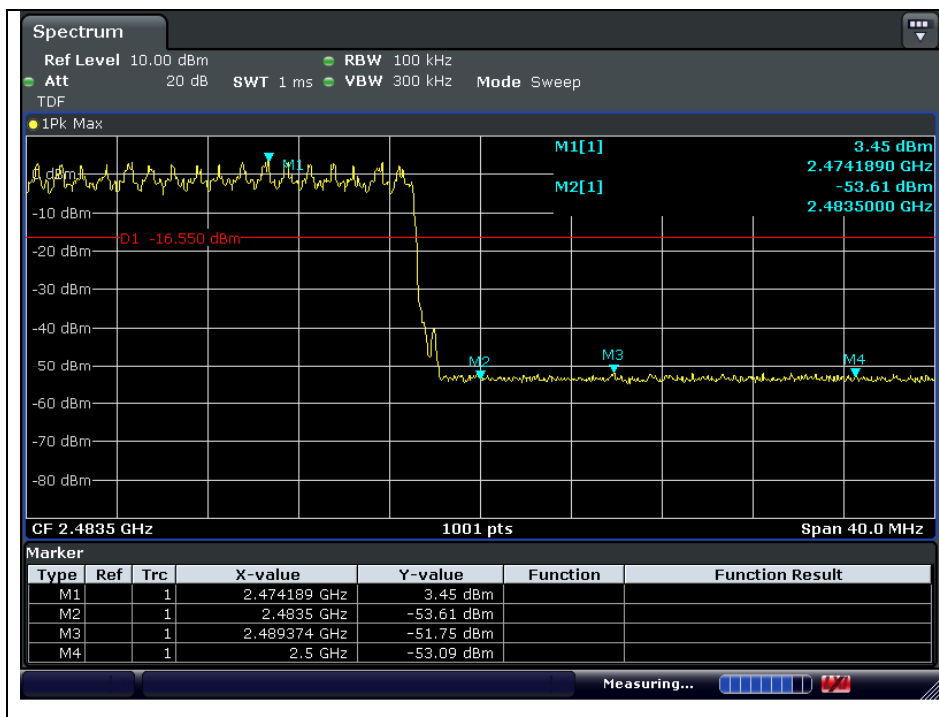 Spectrum
Ref Level 10.00 dBm RBW 100 kHz
Att 20 dB SWT 1 ms VBW 300 kHz Mode Sweep
TDF
1Pk Max
M1[1] 3.45 dBm
2.4741890 GHz
M2[1] -53.61 dBm
2.4835000 GHz
M1
0 dBm
-10 dBm
D1 -16.550 dBm
-20 dBm
-30 dBm
-40 dBm
M2 M3 M4
50 dBm
-60 dBm
-70 dBm
-80 dBm
CF 2.4835 GHz 1001 pts Span 40.0 MHz
Marker
Type Ref Trc X-value Y-value Function Function Result
M1 1 2.474189 GHz 3.45 dBm
M2 1 2.4835 GHz -53.61 dBm
M3 1 2.489374 GHz -51.75 dBm
M4 1 2.5 GHz -53.09 dBm
Measuring...